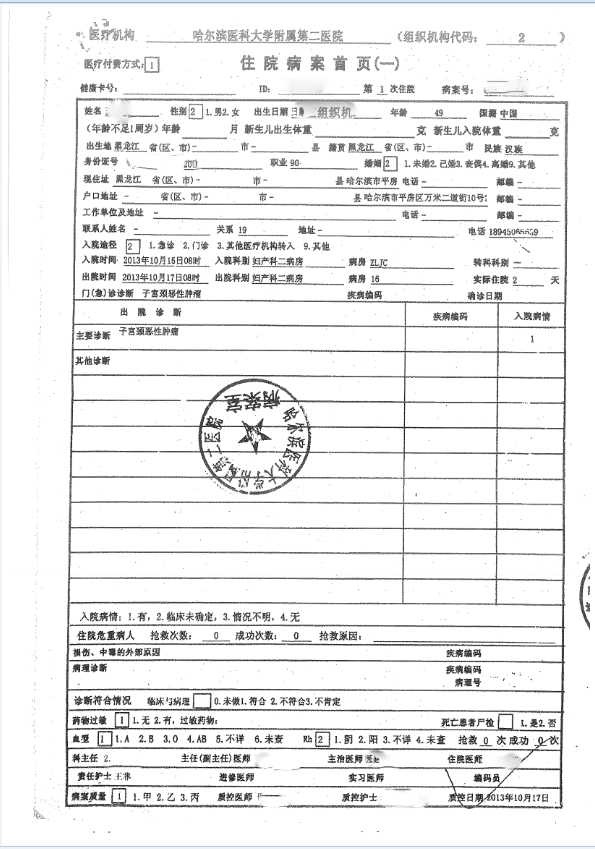 医疗机构 哈尔滨医科大学附属第二医院 (组织机构代码: 2 )
医疗付费方式: 1 住院病案首页(一)
健康卡号: ID: 第 1 次住院 病案号:
姓名 性别 2 1.男2.女 出生日期 组织机 年龄 49 国籍 中国
(年龄不足1周岁)年龄 月 新生儿出生体重 克 新生儿入院体重 克
出生地 黑龙江 省(区、市)- 市- 县 籍贯 黑龙江 省(区、市)- 市 民族 汉族
身份证号 职业 90 婚姻 2 1.未婚2.已婚3.丧偶4.离婚9.其他
现住址 黑龙江 省(区、市)- 市- 县 哈尔滨市平房 电话 - 邮编 -
户口地址 - 省(区、市)- 市- 县 哈尔滨市平房区万米二道街10号 邮编 -
工作单位及地址 - 电话 - 邮编 -
联系人姓名 - 关系 19 地址 - 电话
入院途径 2 1.急诊 2.门诊 3.其他医疗机构转入 9.其他
入院时间: 2013年10月15日08时 入院科别 妇产科二病房 病房 ZLJC 转科科别 -
出院时间 2013年10月17日08时 出院科别 妇产科二病房 病房 16 实际住院 2 天
门(急)诊诊断 子宫颈恶性肿瘤 疾病编码 确诊日期
出院诊断 疾病编码 入院病情
主要诊断 子宫颈恶性肿瘤 1
其他诊断
哈尔滨医科大学附属第二医院
病案室
入院病情: 1.有, 2.临床未确定, 3.情况不明, 4.无
住院危重病人 抢救次数: 0 成功次数: 0 抢救原因:
损伤、中毒的外部原因 疾病编码
病理诊断 疾病编码
病理号
诊断符合情况 临床与病理 0.未做1.符合 2.不符合3.不肯定
药物过敏 1 1.无 2.有, 过敏药物: 死亡患者尸检 1.是2.否
血型 1 1.A 2.B 3.O 4.AB 5.不详 6.未查 Rh 2 1.阴 2.阳 3.不详 4.未查 抢救 0 次 成功 0 次
科主任 主任(副主任)医师 主治医师 住院医师
责任护士 进修医师 实习医师 编码员
病案质量 1 1.甲 2.乙 3.丙 质控医师 质控护士 质控日期 2013年10月17日